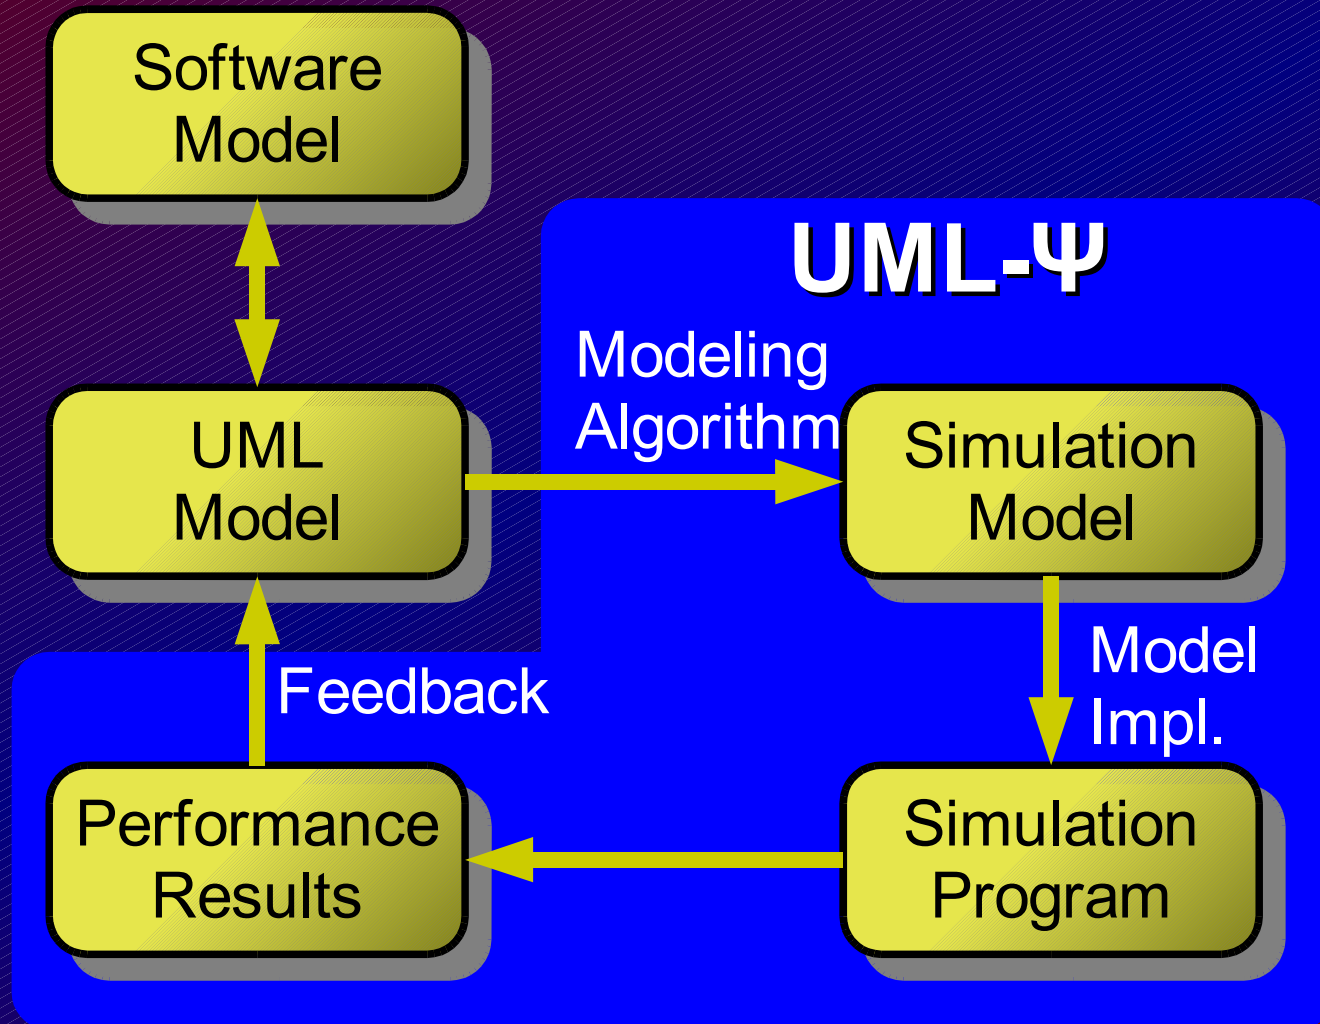 Software
Model
UML-Ψ
Modeling
Algorithm
UML
Model
Simulation
Model
Feedback
Model
Impl.
Performance
Results
Simulation
Program